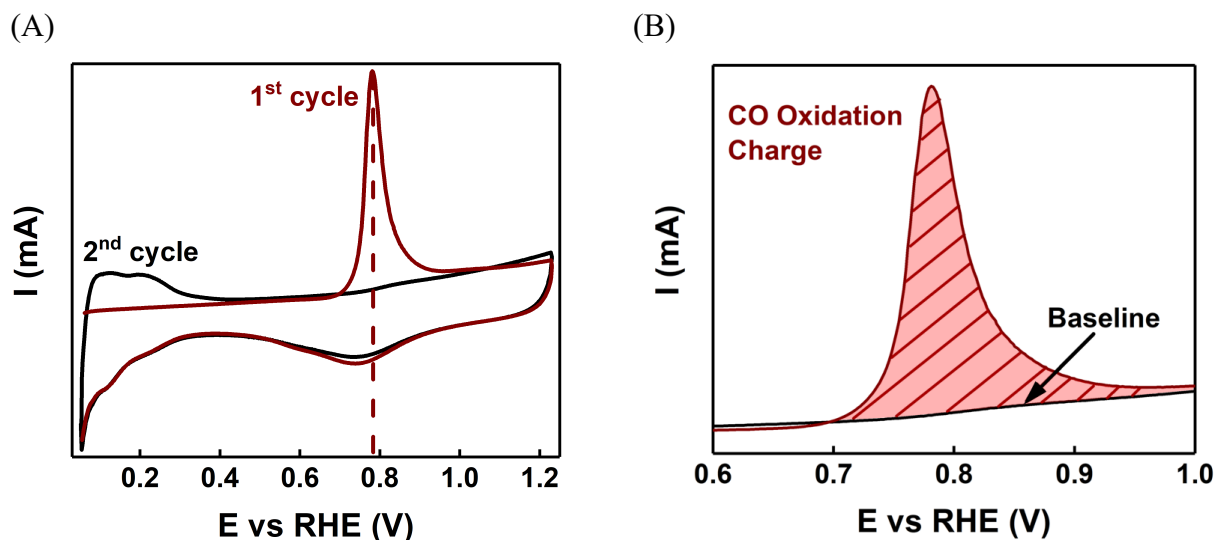 (A)
1st cycle
2nd cycle
I (mA)
0.2 0.4 0.6 0.8 1.0 1.2
E vs RHE (V)
(B)
CO Oxidation
Charge
Baseline
I (mA)
0.6 0.7 0.8 0.9 1.0
E vs RHE (V)